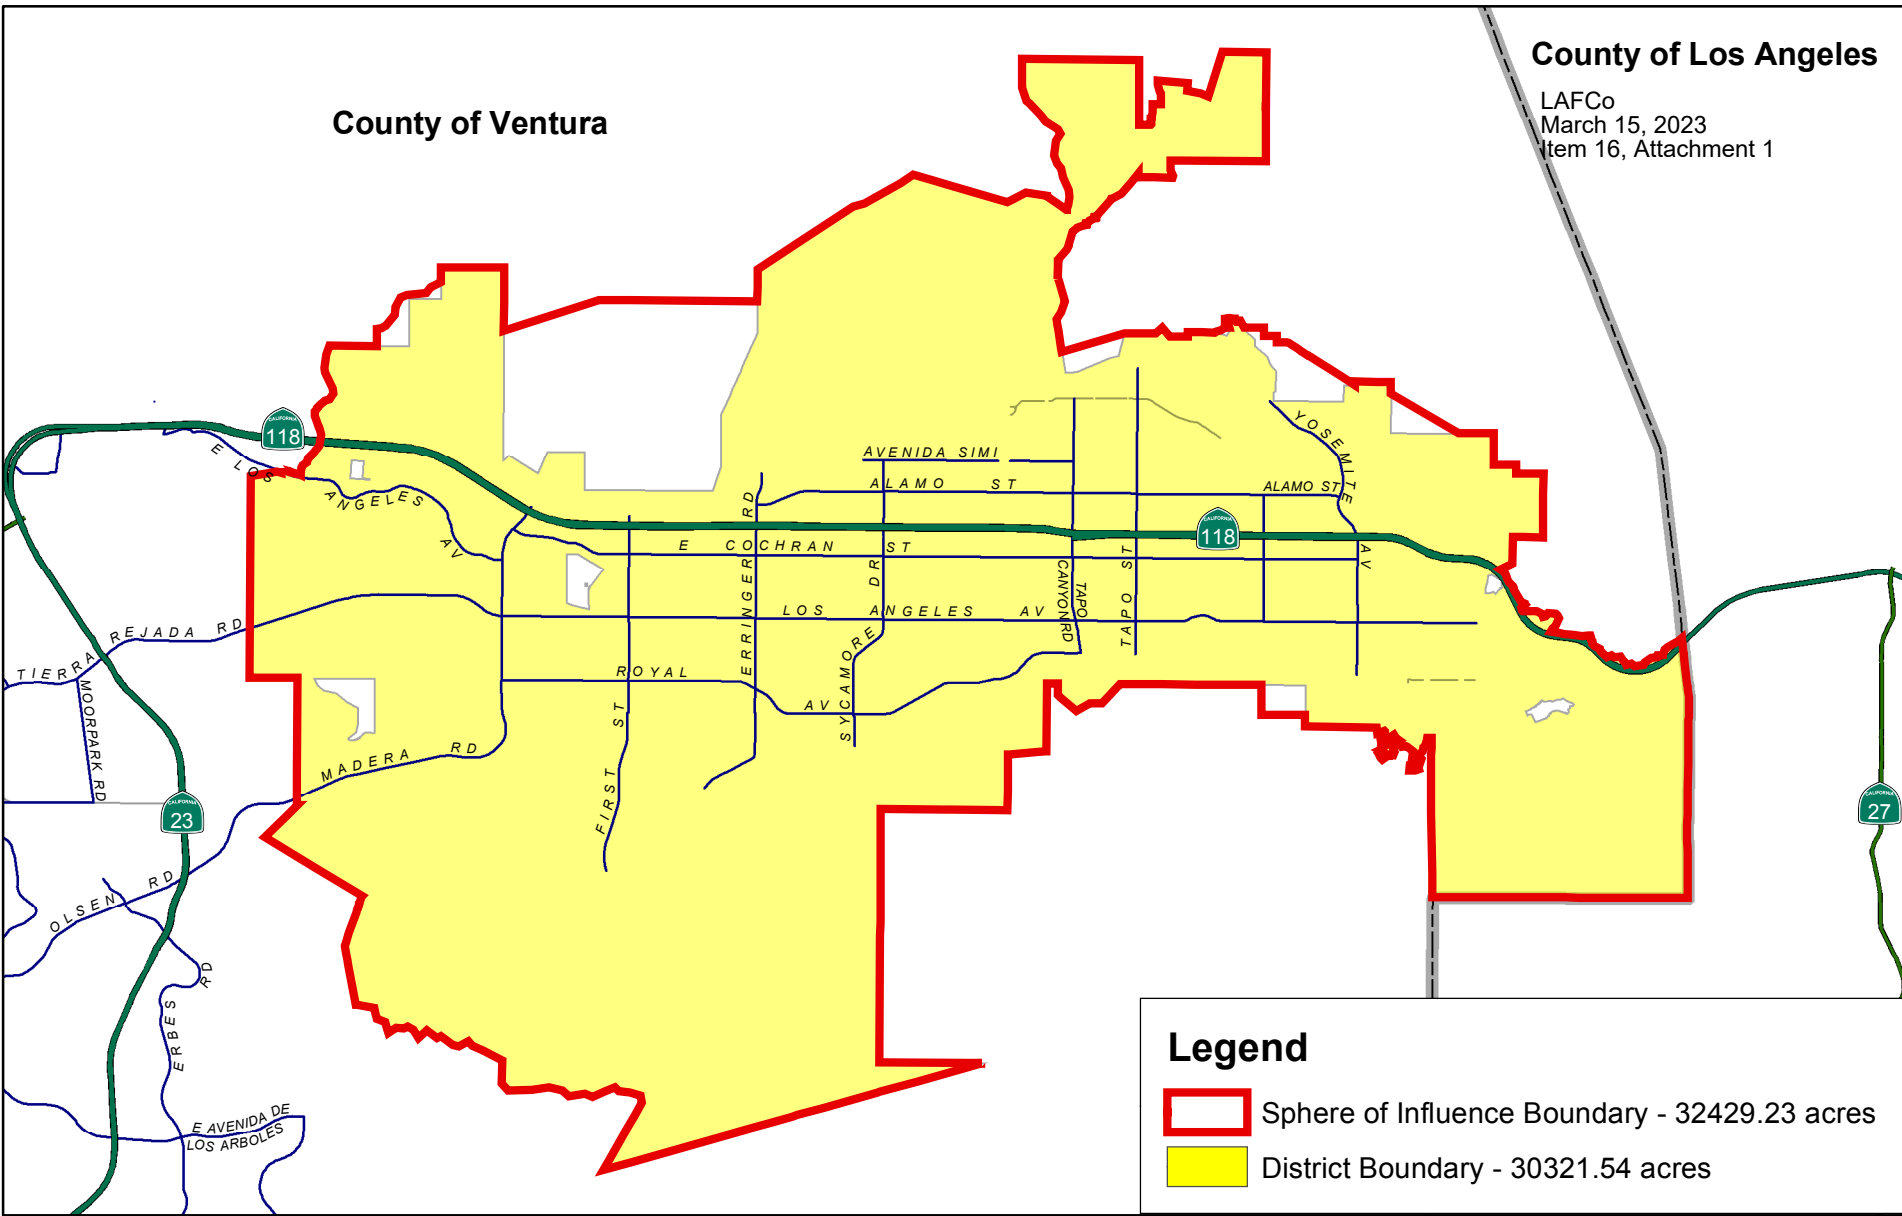 County of Los Angeles
LAFCo
March 15, 2023
Item 16, Attachment 1
County of Ventura
CALIFORNIA
118
E LOS
ANGELES
AV
YOSEMITE
AV
AVENIDA SIMI
ALAMO ST
ALAMO ST
CALIFORNIA
118
E COCHRAN ST
ERRINGER RD
LOS ANGELES AV
SYCAMORE DR
TAPO
CANYON RD
TAPO ST
TIERRA REJADA RD
MOORPARK RD
ROYAL
AV
FIRST ST
MADERA RD
CALIFORNIA
23
CALIFORNIA
27
OLSEN RD
ERBES RD
E AVENIDA DE
LOS ARBOLES
Legend
Sphere of Influence Boundary - 32429.23 acres
District Boundary - 30321.54 acres